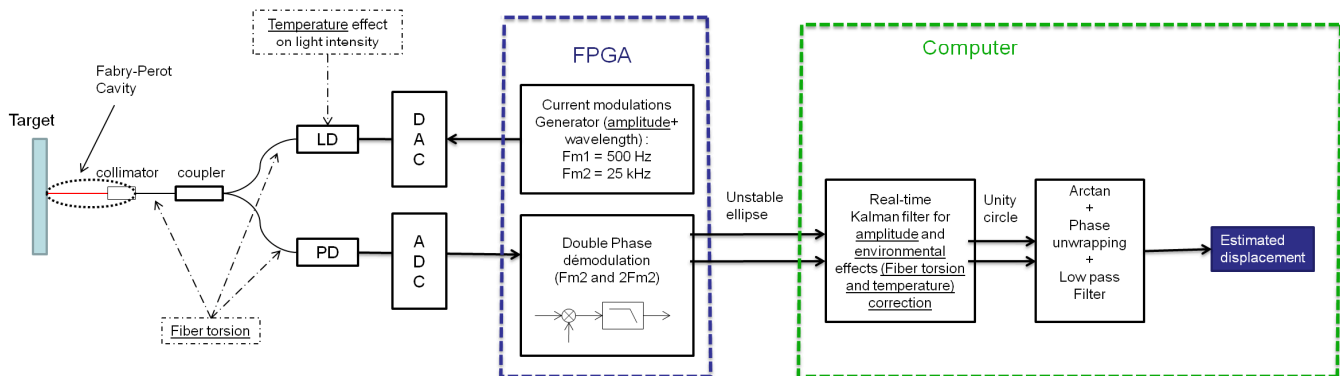 Temperature effect
on light intensity
Fabry-Perot
Cavity
Target
collimator
coupler
LD
PD
D
A
C
A
D
C
Fiber torsion
FPGA
Current modulations
Generator (amplitude+
wavelength) :
Fm1 = 500 Hz
Fm2 = 25 kHz
Double Phase
démodulation
(Fm2 and 2Fm2)
Unstable
ellipse
Computer
Real-time
Kalman filter for
amplitude and
environmental
effects (Fiber torsion
and temperature)
correction
Unity
circle
Arctan
+
Phase
unwrapping
+
Low pass
Filter
Estimated
displacement